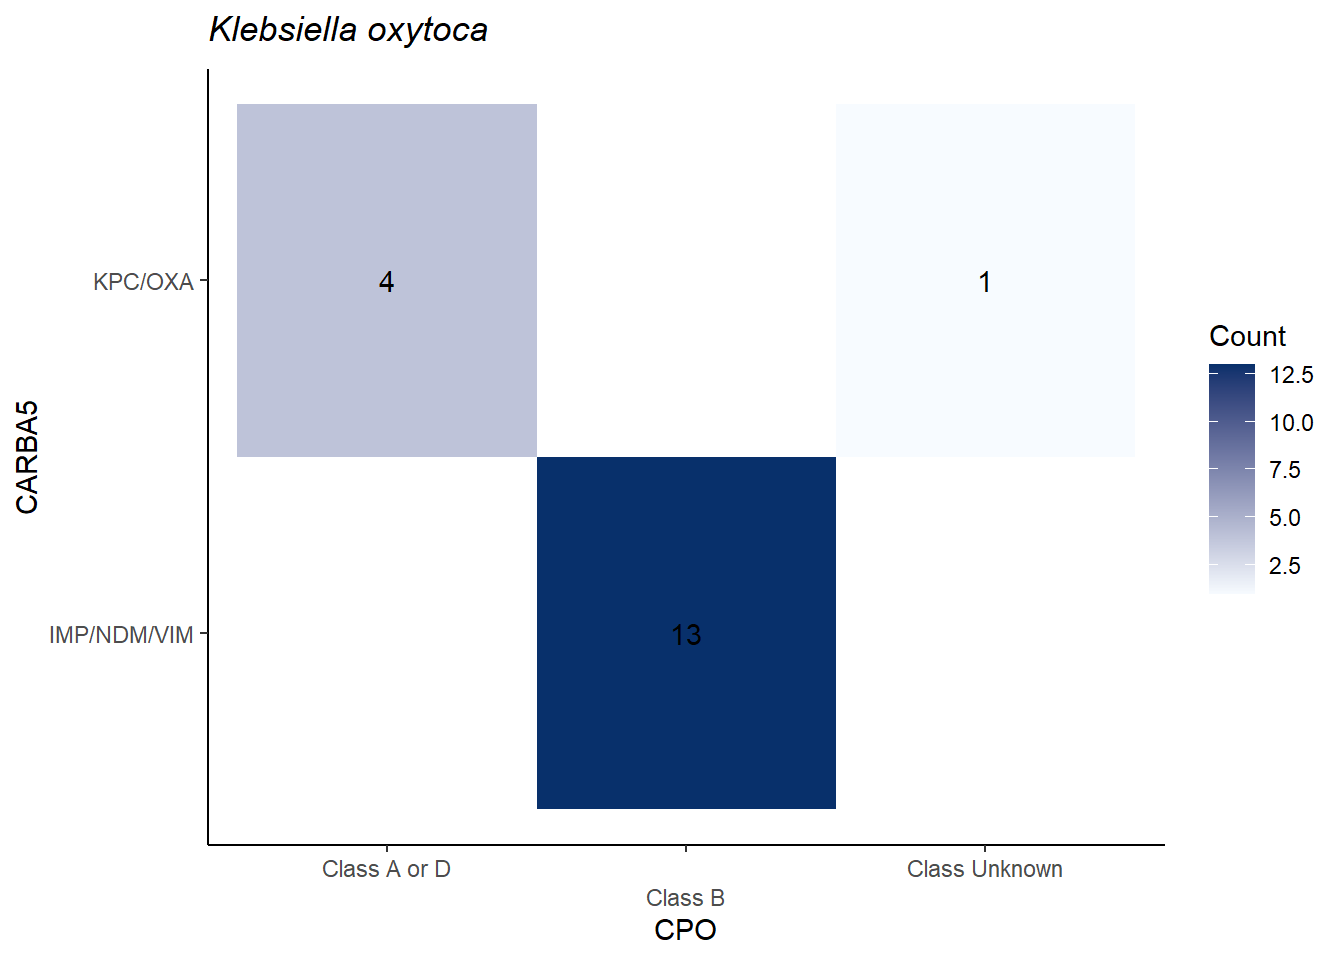 Klebsiella oxytoca
KPC/OXA
4
1
IMP/NDM/VIM
13
CARBA5
Class A or D
Class B
Class Unknown
CPO
Count
12.5
10.0
7.5
5.0
2.5